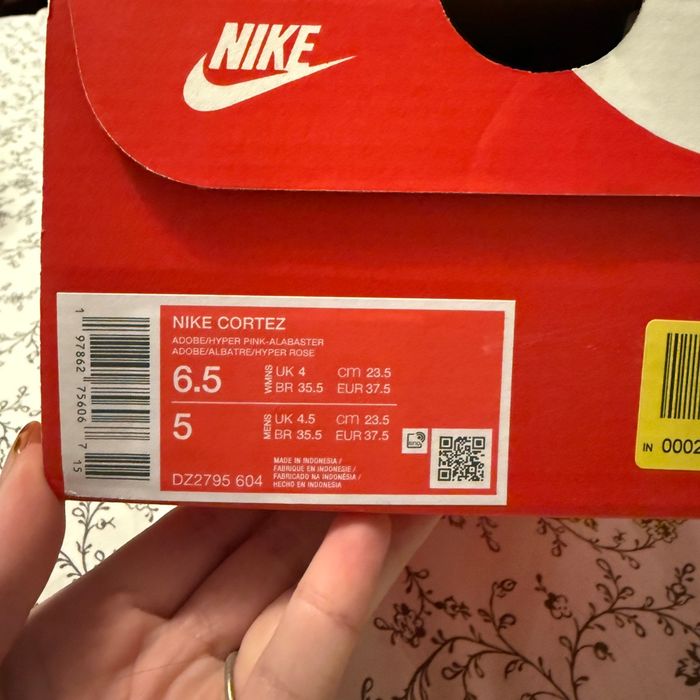 NIKE
NIKE CORTEZ
ADOBE/HYPER PINK-ALABASTER
ADOBE/ALBATRE/HYPER ROSE
6.5 WMNS UK 4 cm 23.5
BR 35.5 EUR 37.5
5 MENS UK 4.5 cm 23.5
BR 35.5 EUR 37.5
MADE IN INDONESIA /
FABRIQUE EN INDONESIE /
FABRICADO NA INDONÉSIA /
HECHO EN INDONESIA
DZ2795 604
1 97862 75606 7 15
IN 0002